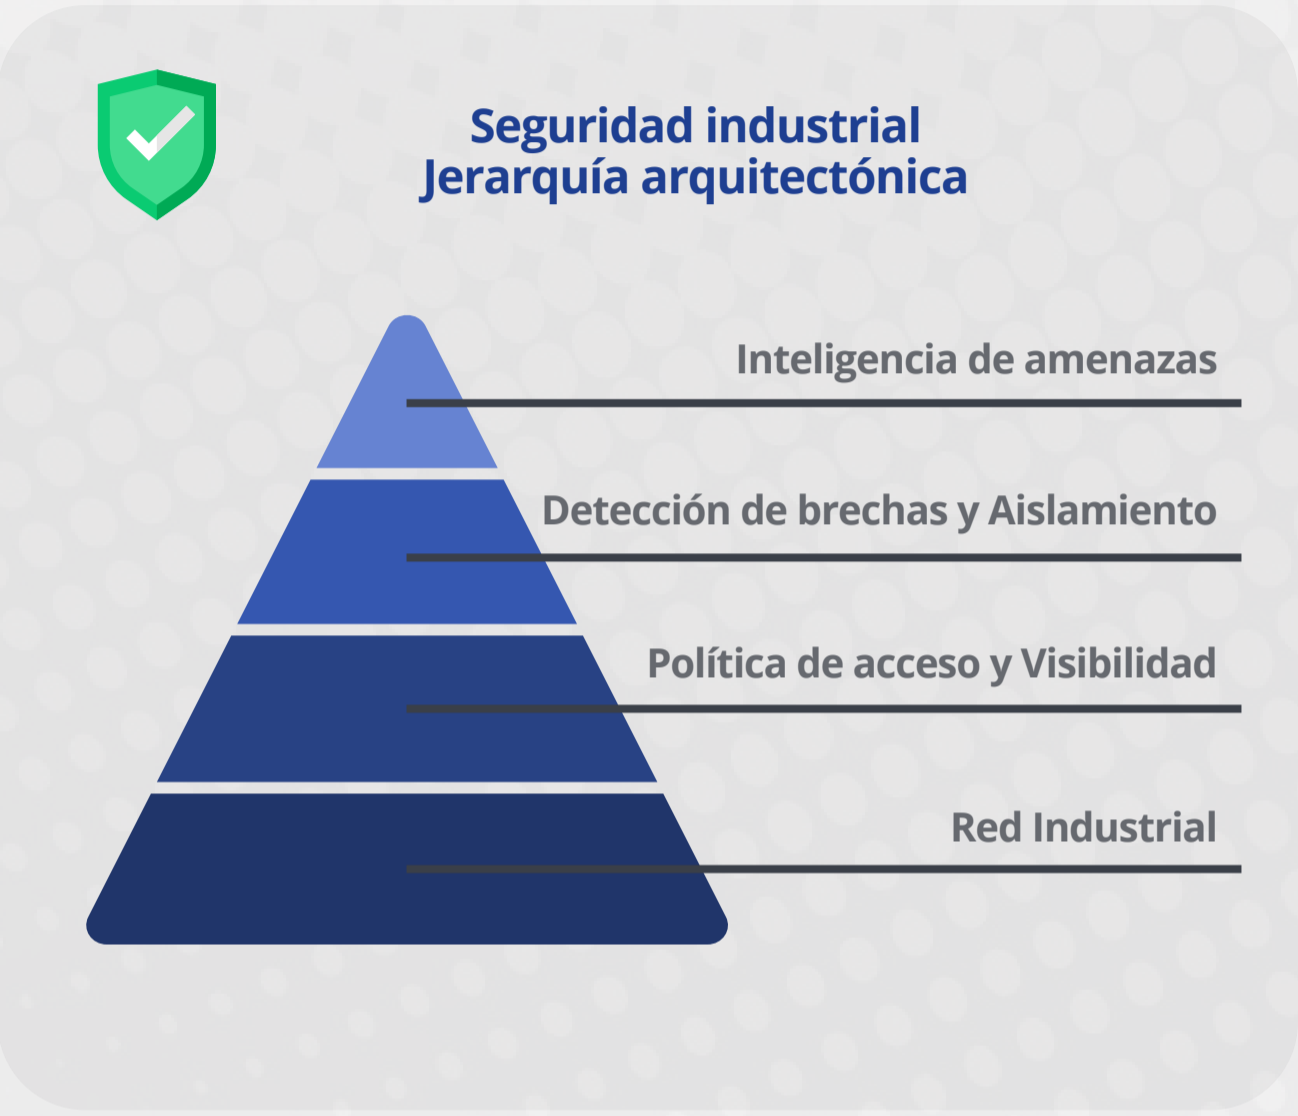 Seguridad industrial
Jerarquía arquitectónica
Inteligencia de amenazas
Detección de brechas y Aislamiento
Política de acceso y Visibilidad
Red Industrial